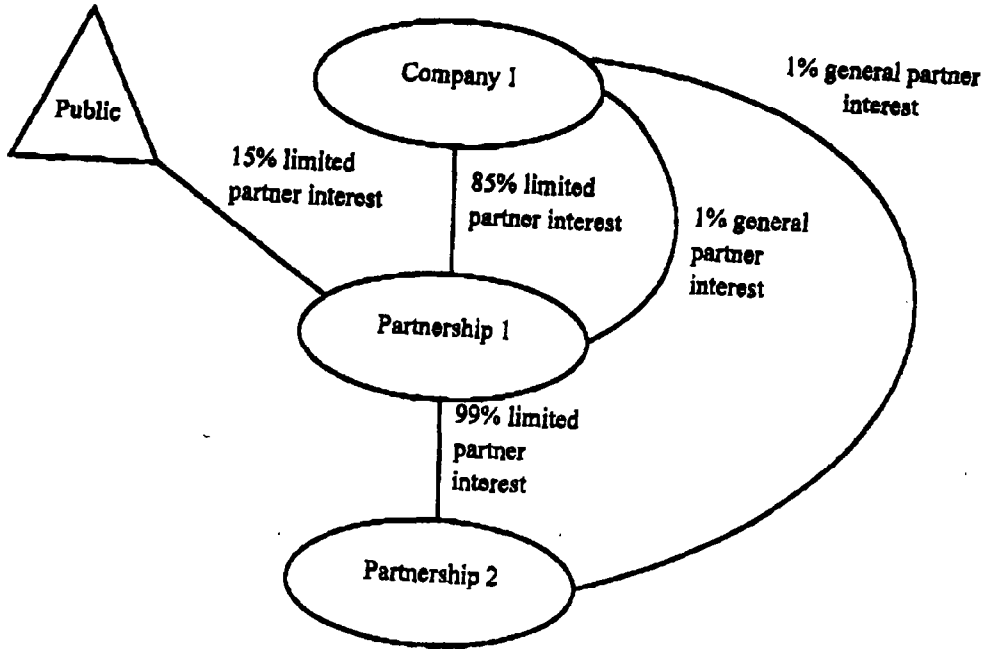 Public
Company I
1% general partner
interest
15% limited
partner interest
85% limited
partner interest
1% general
partner
interest
Partnership 1
99% limited
partner
interest
Partnership 2